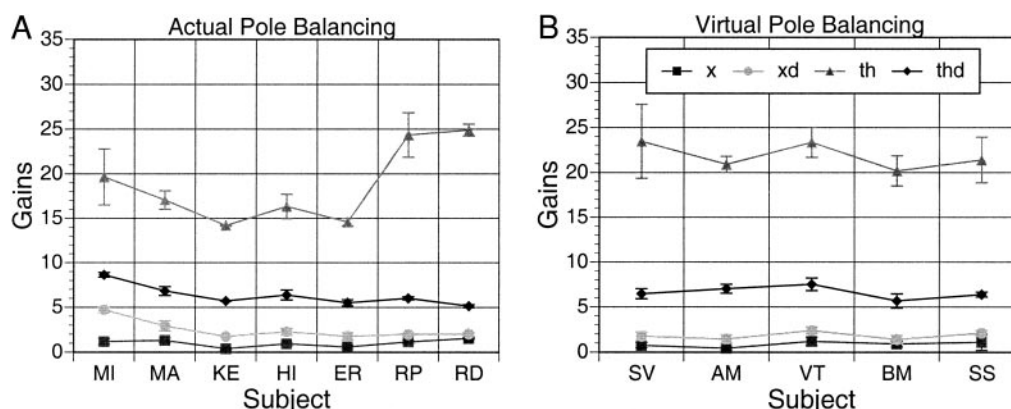 A
Actual Pole Balancing
35
30
25
20
15
10
5
0
Gains
MI MA KE HI ER RP RD
Subject
B
Virtual Pole Balancing
35
30
25
20
15
10
5
0
Gains
x xd th thd
SV AM VT BM SS
Subject